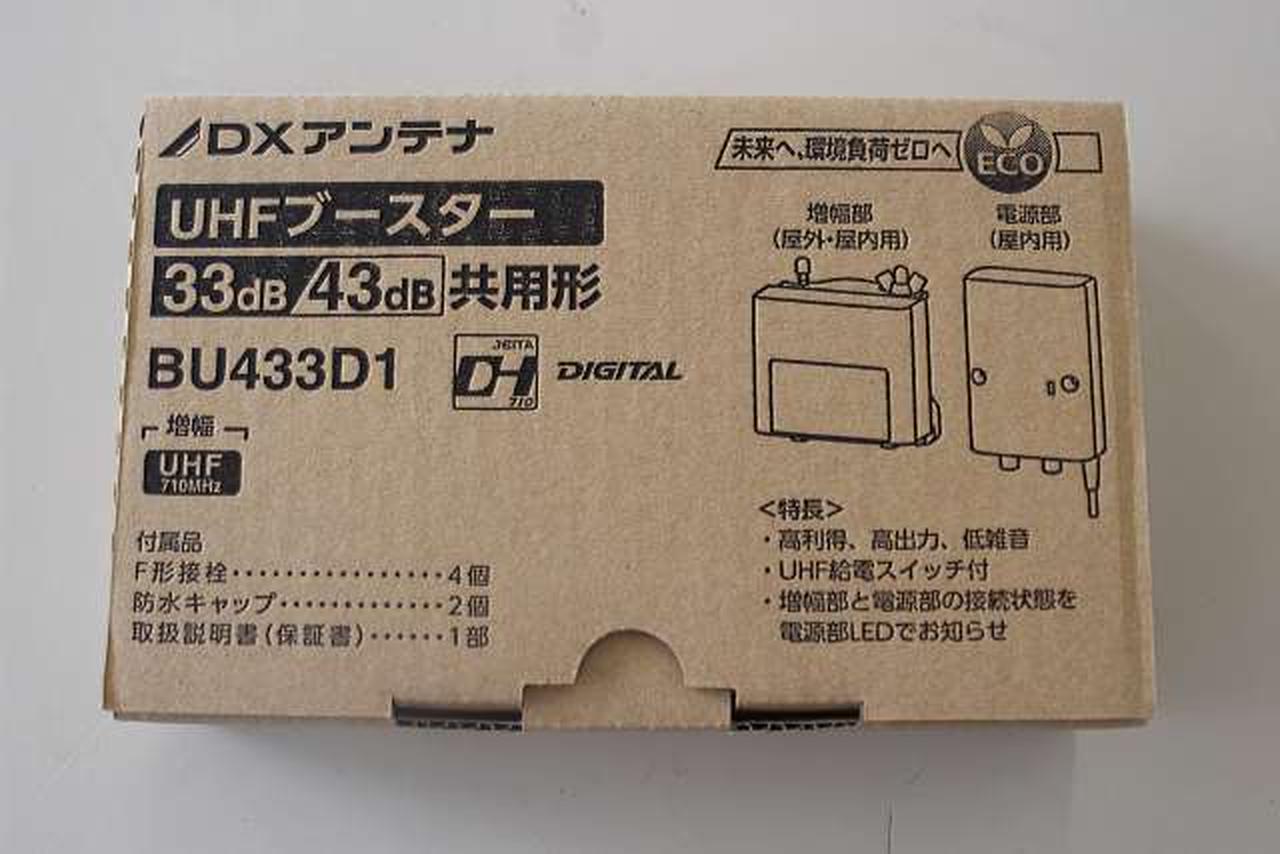 DXアンテナ
未来へ、環境負荷ゼロへ
ECO
UHFブースター
33dB/43dB共用形
BU433D1
JEITA
DH
710
DIGITAL
増幅
UHF
710MHz
付属品
F形接栓・・・・・・・・・・・・・・・・4個
防水キャップ・・・・・・・・・・・・・2個
取扱説明書(保証書)・・・・・・1部
増幅部
(屋外・屋内用)
電源部
(屋内用)
<特長>
・高利得、高出力、低雑音
・UHF給電スイッチ付
・増幅部と電源部の接続状態を
電源部LEDでお知らせ